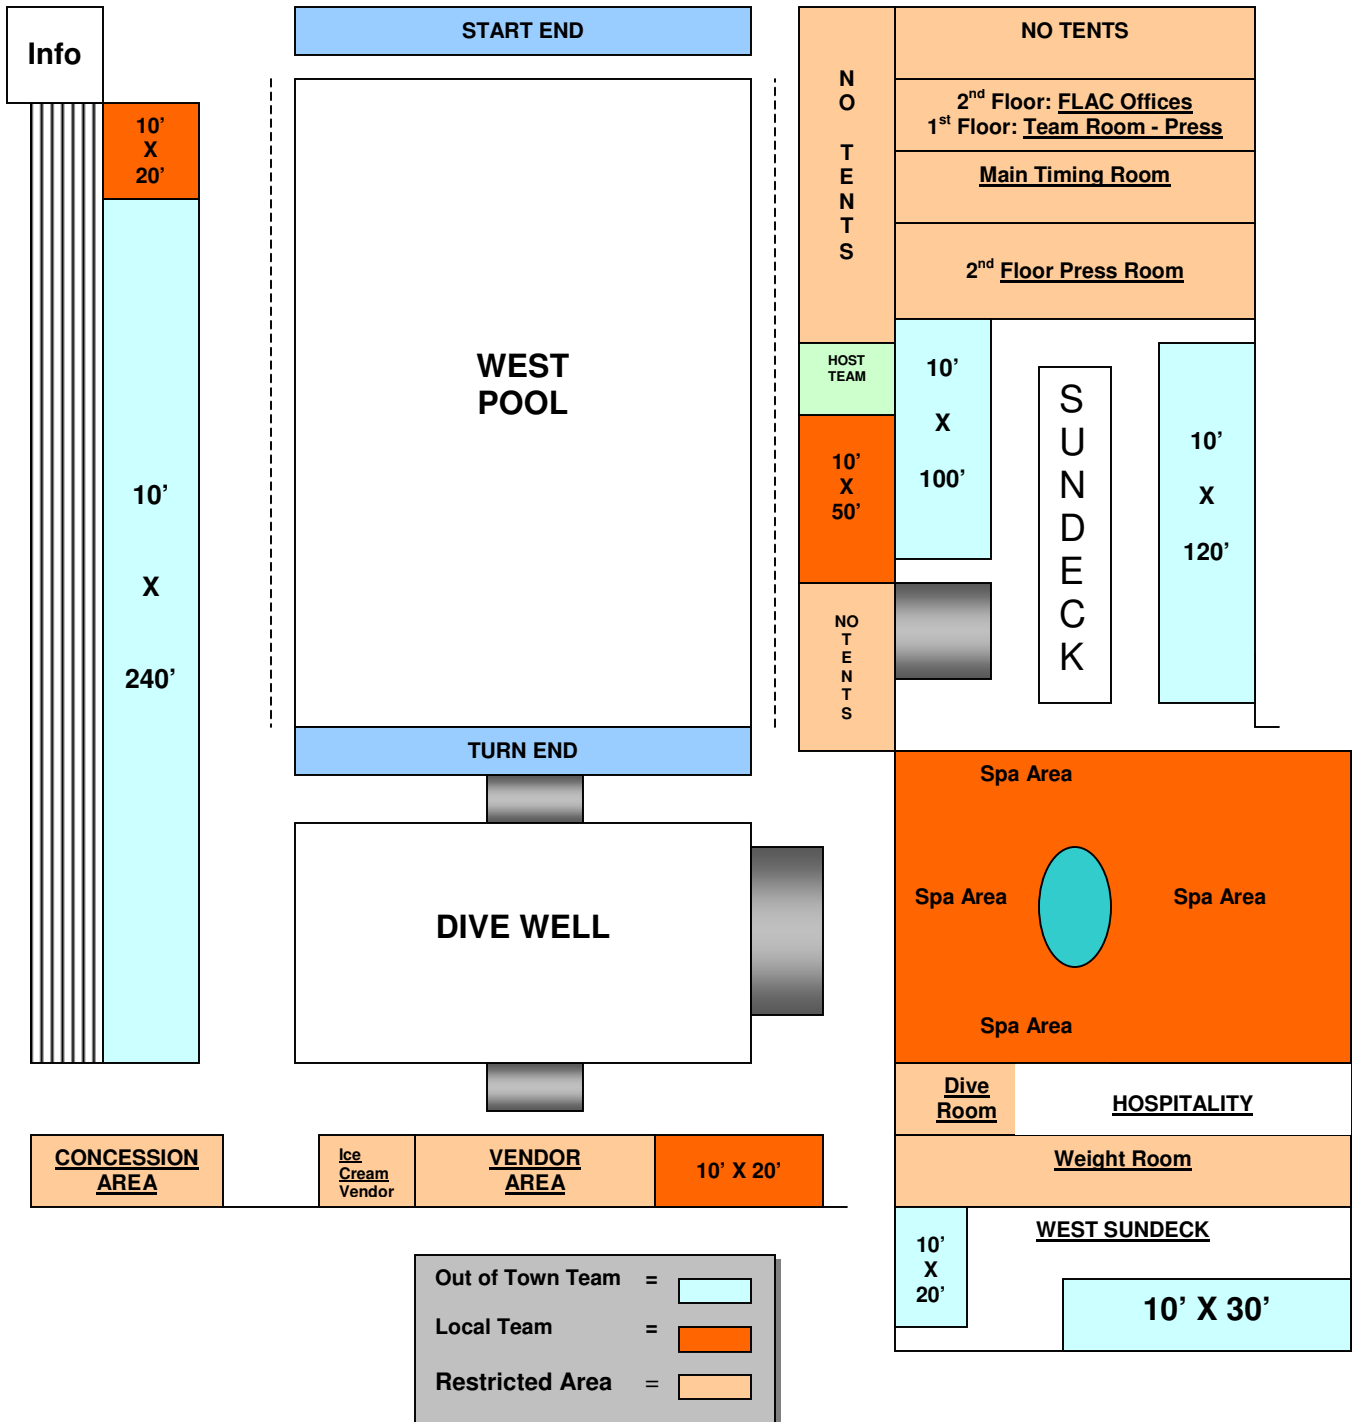 Info
START END
NO TENTS
N
O
T
E
N
T
S
2nd Floor: FLAC Offices
1st Floor: Team Room - Press
Main Timing Room
2nd Floor Press Room
10’
X
20’
10’
X
240’
WEST
POOL
HOST
TEAM
10’
X
50’
10’
X
100’
S
U
N
D
E
C
K
10’
X
120’
NO
T
E
N
T
S
TURN END
DIVE WELL
Spa Area
Spa Area
Spa Area
Spa Area
Dive
Room
HOSPITALITY
Weight Room
CONCESSION
AREA
Ice
Cream
Vendor
VENDOR
AREA
10’ X 20’
WEST SUNDECK
10’
X
20’
10’ X 30’
Out of Town Team =
Local Team =
Restricted Area =